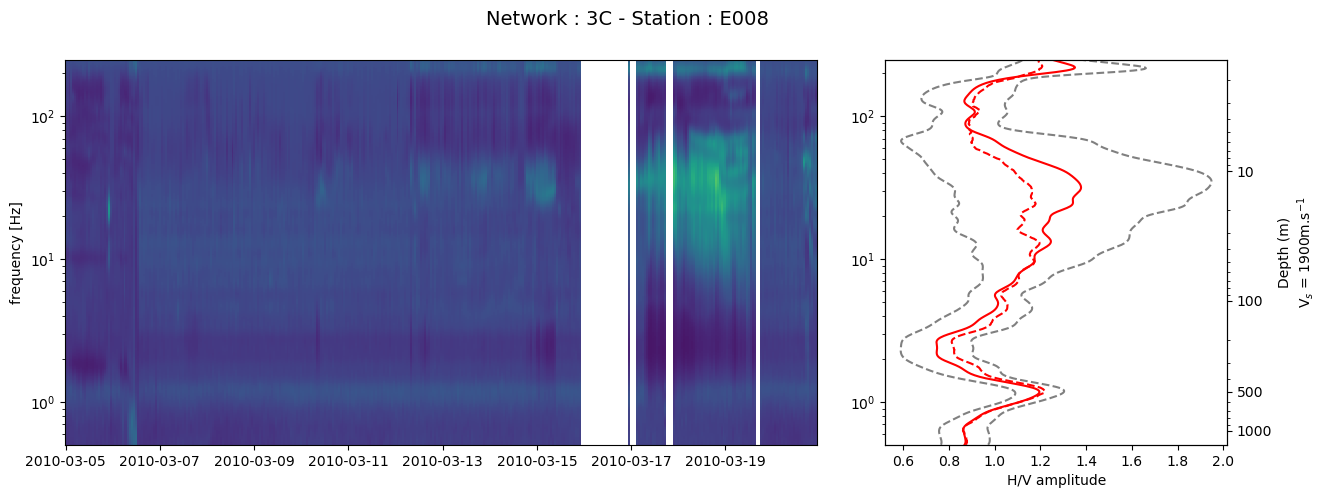 Network : 3C - Station : E008
frequency [Hz]
10²
10¹
10⁰
2010-03-05 2010-03-07 2010-03-09 2010-03-11 2010-03-13 2010-03-15 2010-03-17 2010-03-19
10²
10¹
10⁰
0.6 0.8 1.0 1.2 1.4 1.6 1.8 2.0
H/V amplitude
10
100
500
1000
Depth (m)
Vₛ = 1900m.s⁻¹